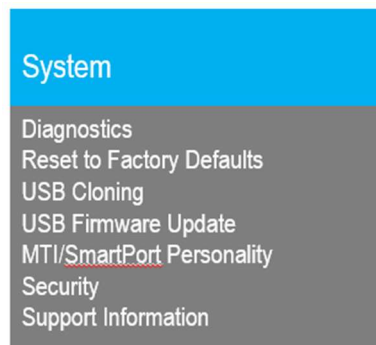 System
Diagnostics
Reset to Factory Defaults
USB Cloning
USB Firmware Update
MTI/SmartPort Personality
Security
Support Information